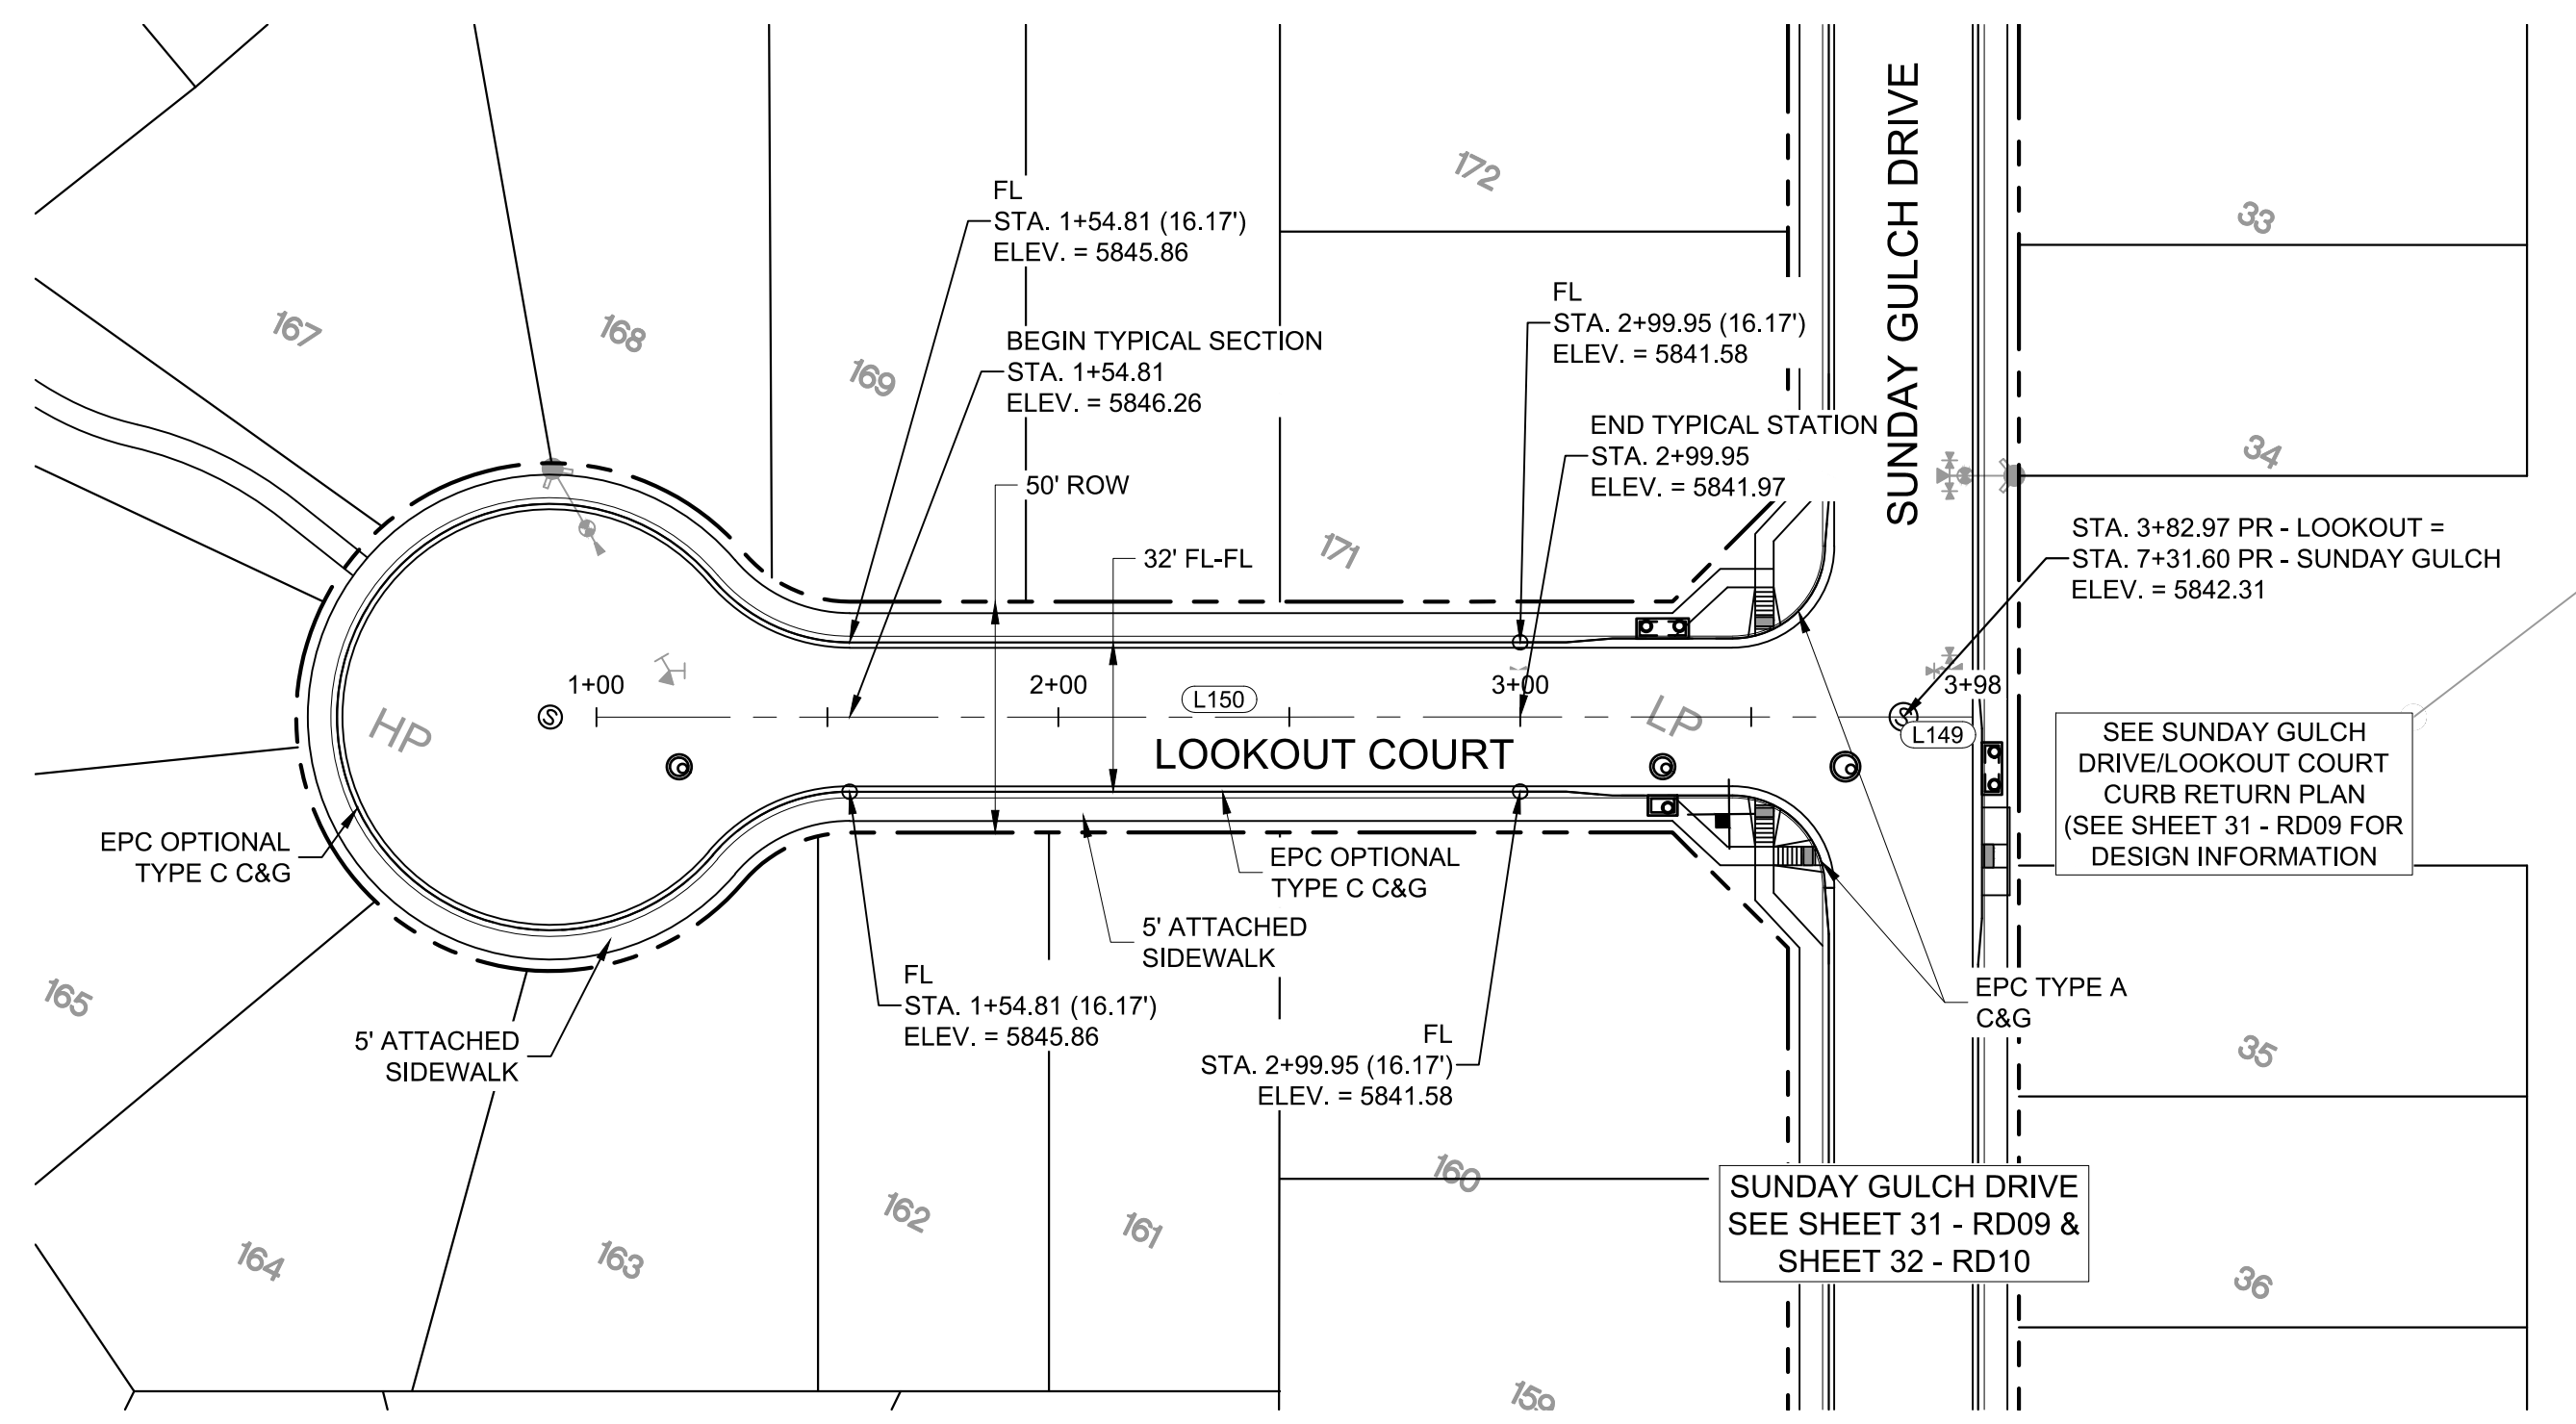 172
33
SUNDAY GULCH DRIVE
FL
STA. 1+54.81 (16.17')
ELEV. = 5845.86
167
168
169
BEGIN TYPICAL SECTION
STA. 1+54.81
ELEV. = 5846.26
FL
STA. 2+99.95 (16.17')
ELEV. = 5841.58
END TYPICAL STATION
STA. 2+99.95
ELEV. = 5841.97
34
50' ROW
32' FL-FL
171
STA. 3+82.97 PR - LOOKOUT =
STA. 7+31.60 PR - SUNDAY GULCH
ELEV. = 5842.31
1+00
2+00
L150
3+00
3+98
HP
S
LP
S
L149
LOOKOUT COURT
SEE SUNDAY GULCH
DRIVE/LOOKOUT COURT
CURB RETURN PLAN
(SEE SHEET 31 - RD09 FOR
DESIGN INFORMATION
EPC OPTIONAL
TYPE C C&G
EPC OPTIONAL
TYPE C C&G
5' ATTACHED
SIDEWALK
165
FL
STA. 1+54.81 (16.17')
ELEV. = 5845.86
5' ATTACHED
SIDEWALK
FL
STA. 2+99.95 (16.17')
ELEV. = 5841.58
EPC TYPE A
C&G
35
160
SUNDAY GULCH DRIVE
SEE SHEET 31 - RD09 &
SHEET 32 - RD10
164
163
162
161
36
159